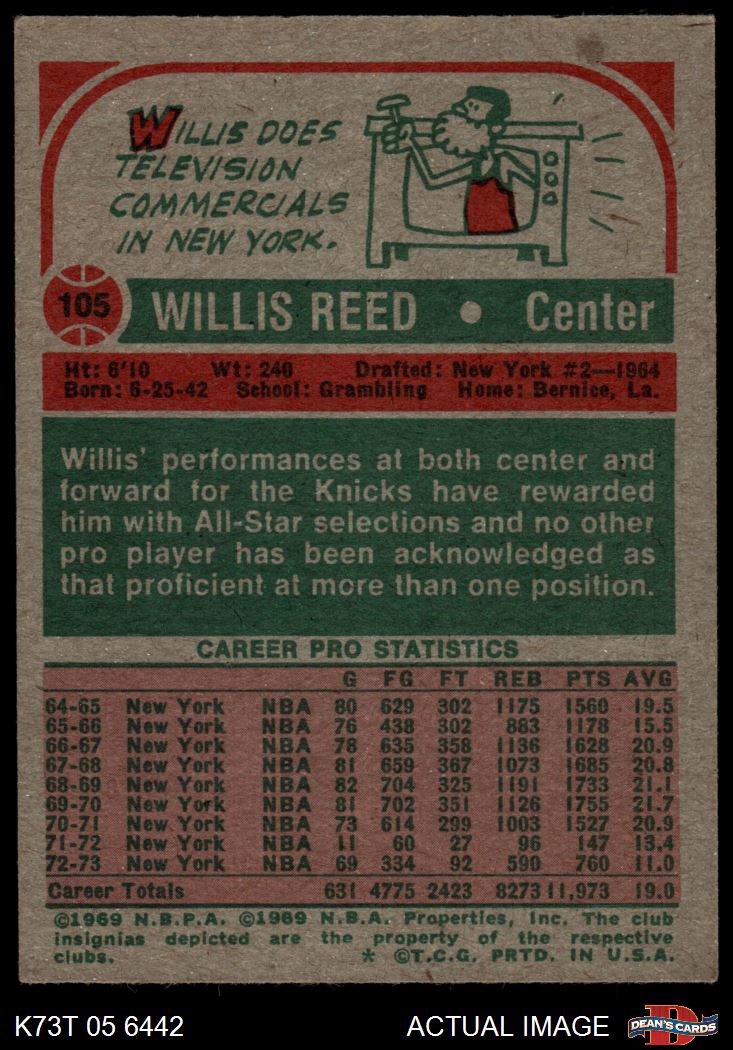 WILLIS DOES
TELEVISION
COMMERCIALS
IN NEW YORK.
105 WILLIS REED • Center
Ht: 6'10 Wt: 240 Drafted: New York #2—1964
Born: 6-25-42 School: Grambling Home: Bernice, La.
Willis' performances at both center and
forward for the Knicks have rewarded
him with All-Star selections and no other
pro player has been acknowledged as
that proficient at more than one position.
CAREER PRO STATISTICS
G FG FT REB PTS AVG
64-65 New York NBA 80 629 302 1175 1560 19.5
65-66 New York NBA 76 438 302 883 1178 15.5
66-67 New York NBA 78 635 358 1136 1628 20.9
67-68 New York NBA 81 659 367 1073 1685 20.8
68-69 New York NBA 82 704 325 1191 1733 21.1
69-70 New York NBA 81 702 351 1126 1755 21.7
70-71 New York NBA 73 614 299 1003 1527 20.9
71-72 New York NBA 11 60 27 96 147 13.4
72-73 New York NBA 69 334 92 590 760 11.0
Career Totals 631 4775 2423 8273 11,973 19.0
©1969 N.B.P.A. ©1969 N.B.A. Properties, Inc. The club
insignias depicted are the property of the respective
clubs. * ©T.C.G. PRTD. IN U.S.A.
K73T 05 6442 ACTUAL IMAGE D DEAN'S CARDS